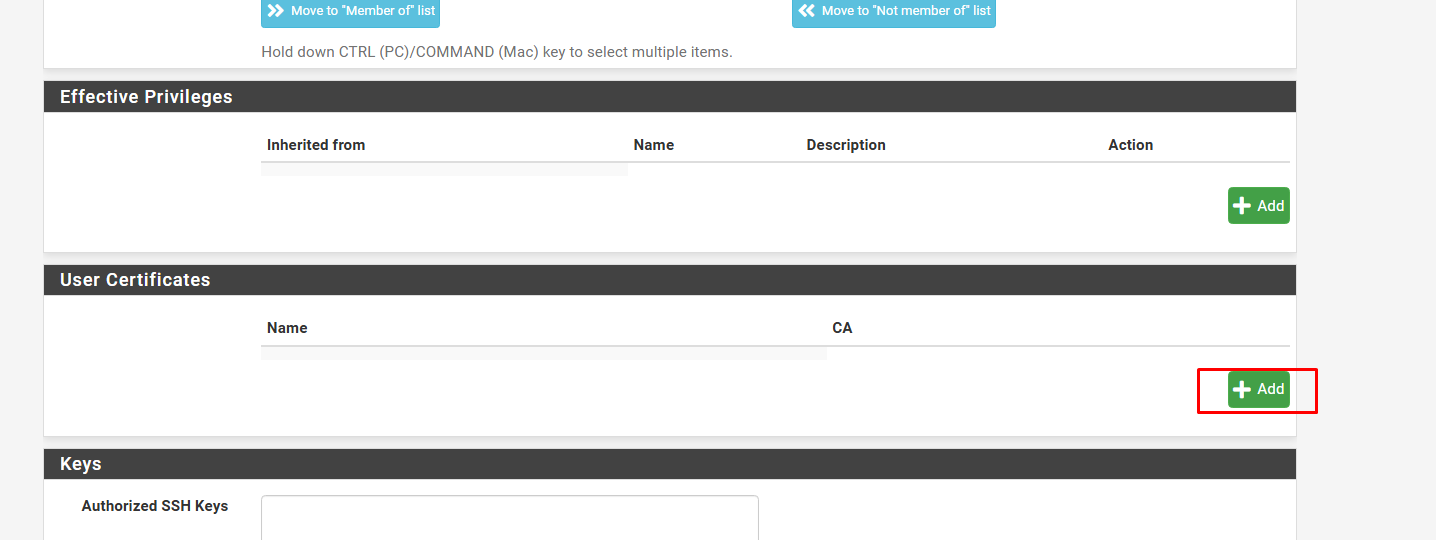 Move to "Member of" list
Move to "Not member of" list
Hold down CTRL (PC)/COMMAND (Mac) key to select multiple items.
Effective Privileges
Inherited from Name Description Action
Add
User Certificates
Name CA
Add
Keys
Authorized SSH Keys